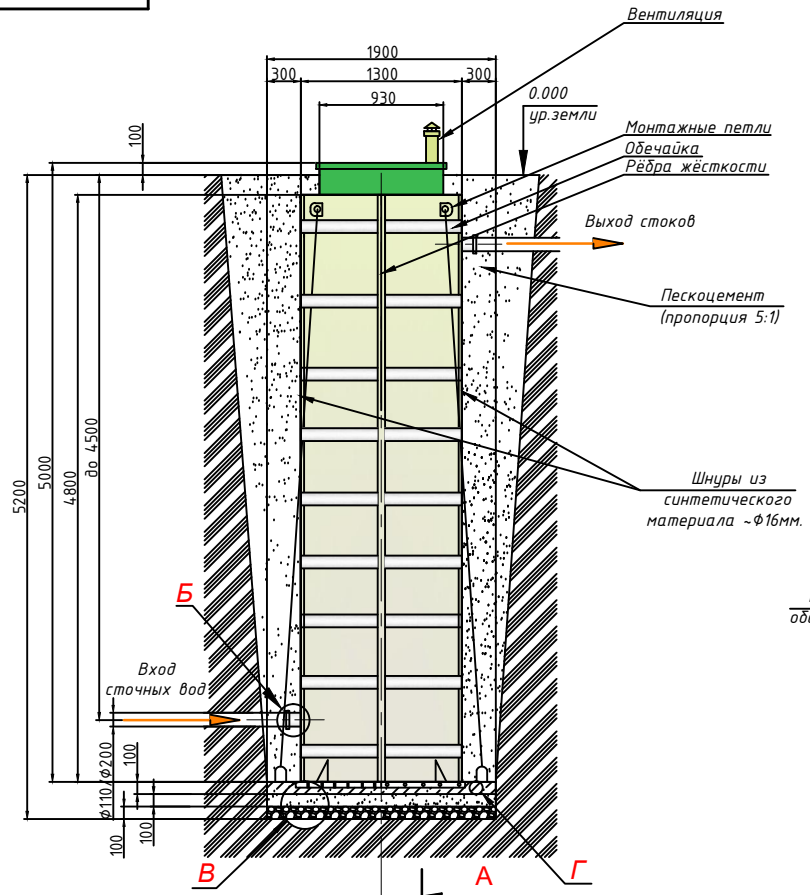 Вентиляция
1900
300
1300
300
930
0.000
ур.земли
100
Монтажные петли
Обечайка
Рёбра жёсткости
Выход стоков
Пескоцемент
(пропорция 5:1)
5200
5000
4800
до 4500
Шнуры из
синтетического
материала ~Ф16мм.
Б
Вход
сточных вод
Ф110/Ф200
100
100
100
В
А
Г